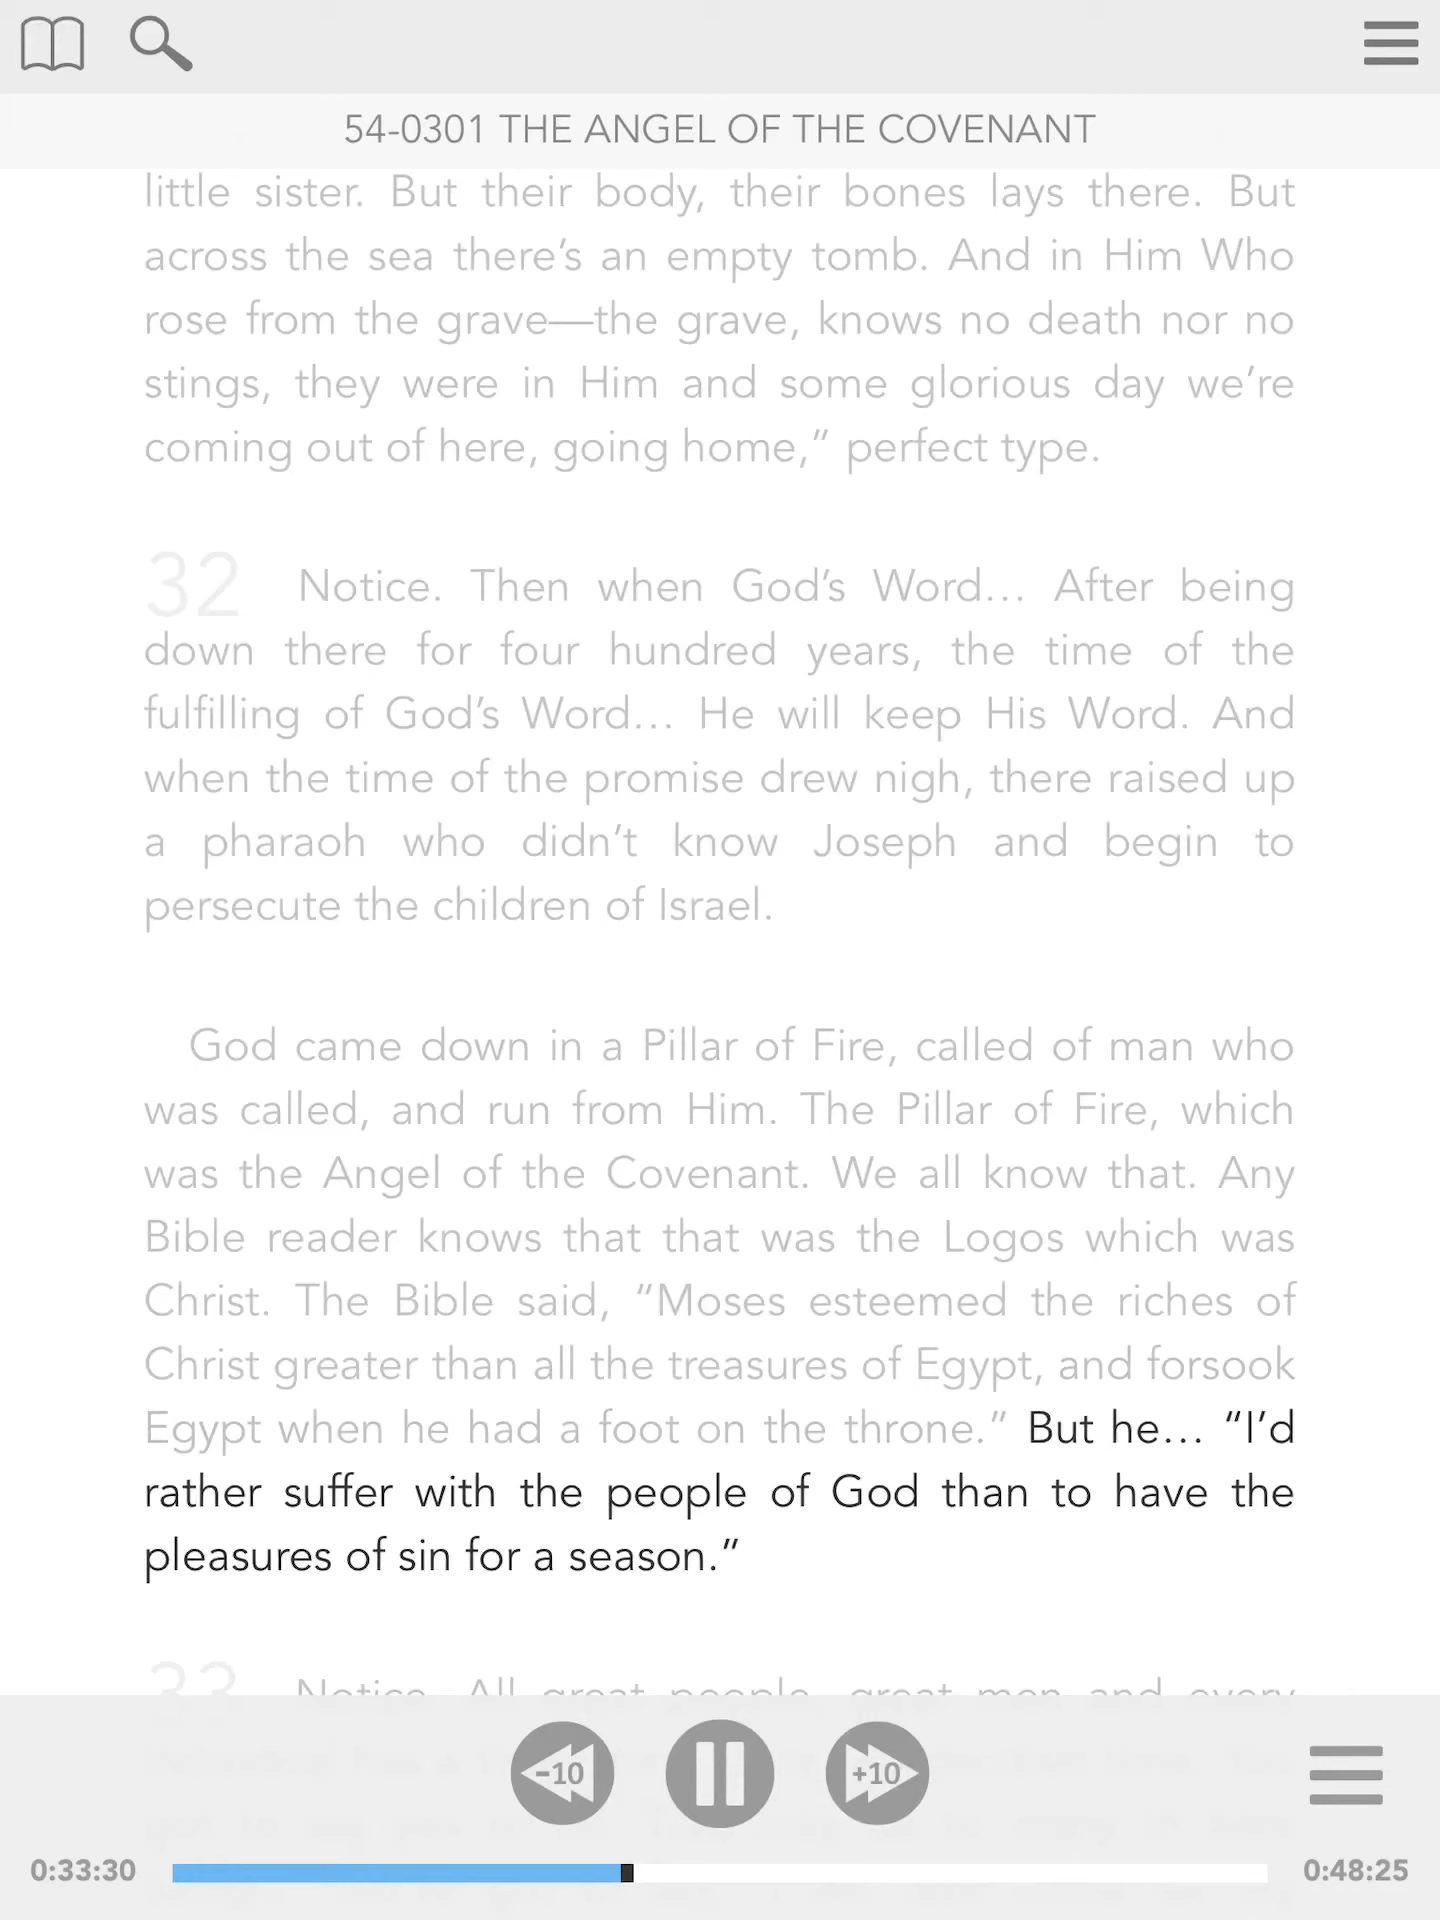 54-0301 THE ANGEL OF THE COVENANT
little sister. But their body, their bones lays there. But
across the sea there’s an empty tomb. And in Him Who
rose from the grave—the grave, knows no death nor no
stings, they were in Him and some glorious day we’re
coming out of here, going home,” perfect type.
32 Notice. Then when God’s Word… After being
down there for four hundred years, the time of the
fulfilling of God’s Word… He will keep His Word. And
when the time of the promise drew nigh, there raised up
a pharaoh who didn’t know Joseph and begin to
persecute the children of Israel.
God came down in a Pillar of Fire, called of man who
was called, and run from Him. The Pillar of Fire, which
was the Angel of the Covenant. We all know that. Any
Bible reader knows that that was the Logos which was
Christ. The Bible said, “Moses esteemed the riches of
Christ greater than all the treasures of Egypt, and forsook
Egypt when he had a foot on the throne.” But he… “I’d
rather suffer with the people of God than to have the
pleasures of sin for a season.”
33 Notice. All great people, great men and every
-10 +10
0:33:30 0:48:25